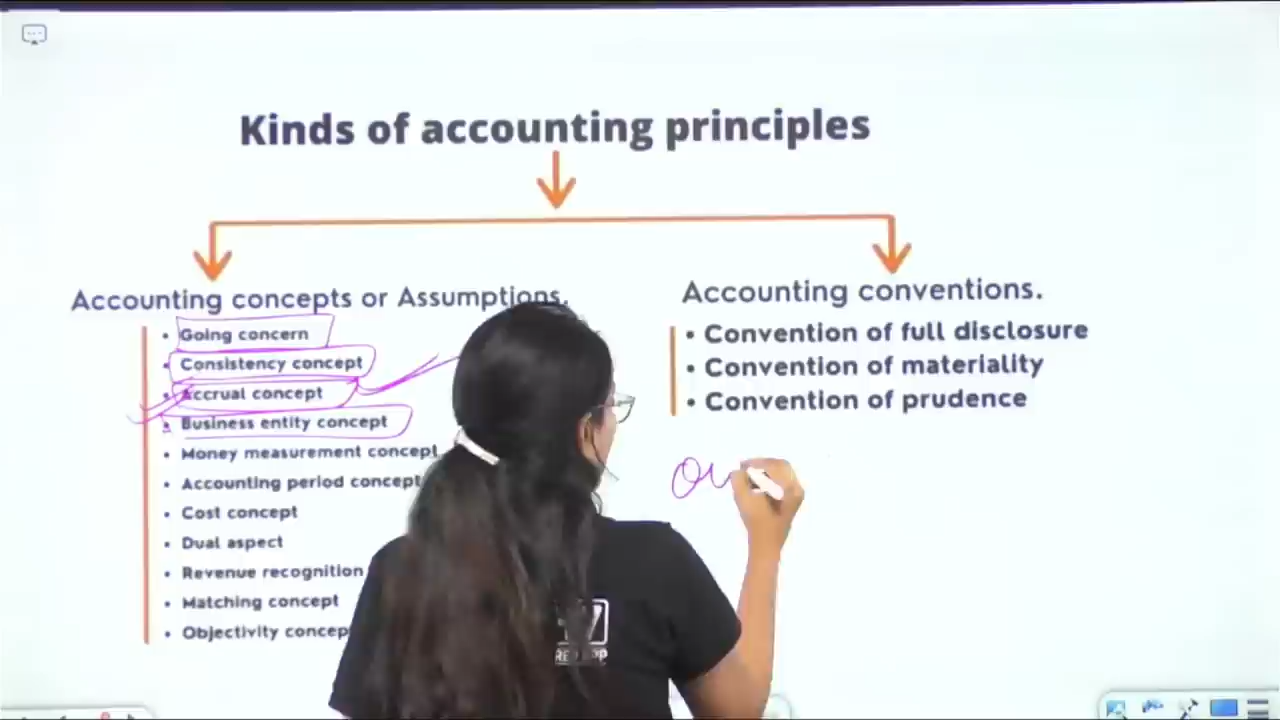 Kinds of accounting principles
Accounting concepts or Assumptions.
• Going concern
• Consistency concept
• Accrual concept
• Business entity concept
• Money measurement concept
• Accounting period concept
• Cost concept
• Dual aspect
• Revenue recognition
• Matching concept
• Objectivity concep
Accounting conventions.
• Convention of full disclosure
• Convention of materiality
• Convention of prudence